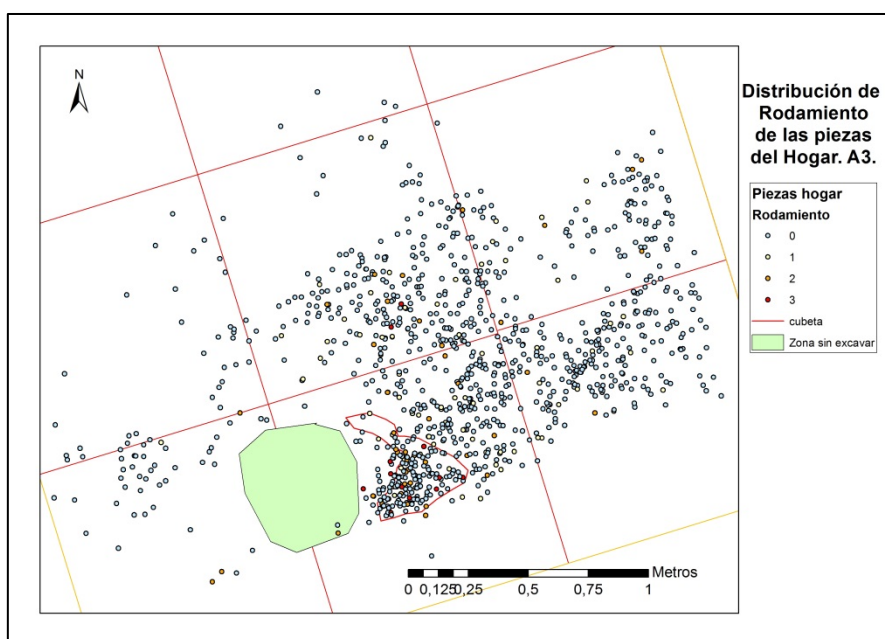 N
Distribución de
Rodamiento
de las piezas
del Hogar. A3.
Piezas hogar
Rodamiento
0
1
2
3
cubeta
Zona sin excavar
Metros
0 0,125 0,25 0,5 0,75 1